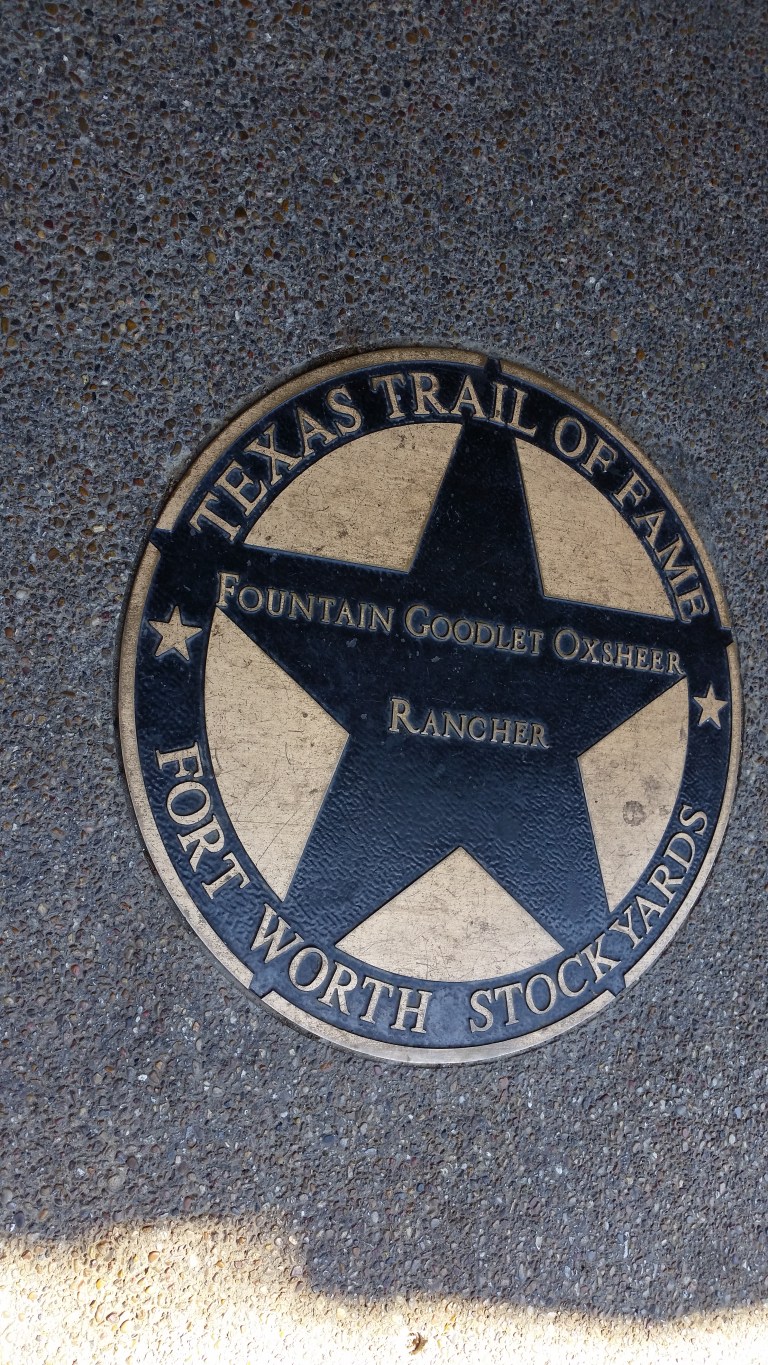 TEXAS TRAIL OF FAME
FOUNTAIN GOODLET OXSHEER
RANCHER
FORT WORTH STOCKYARDS